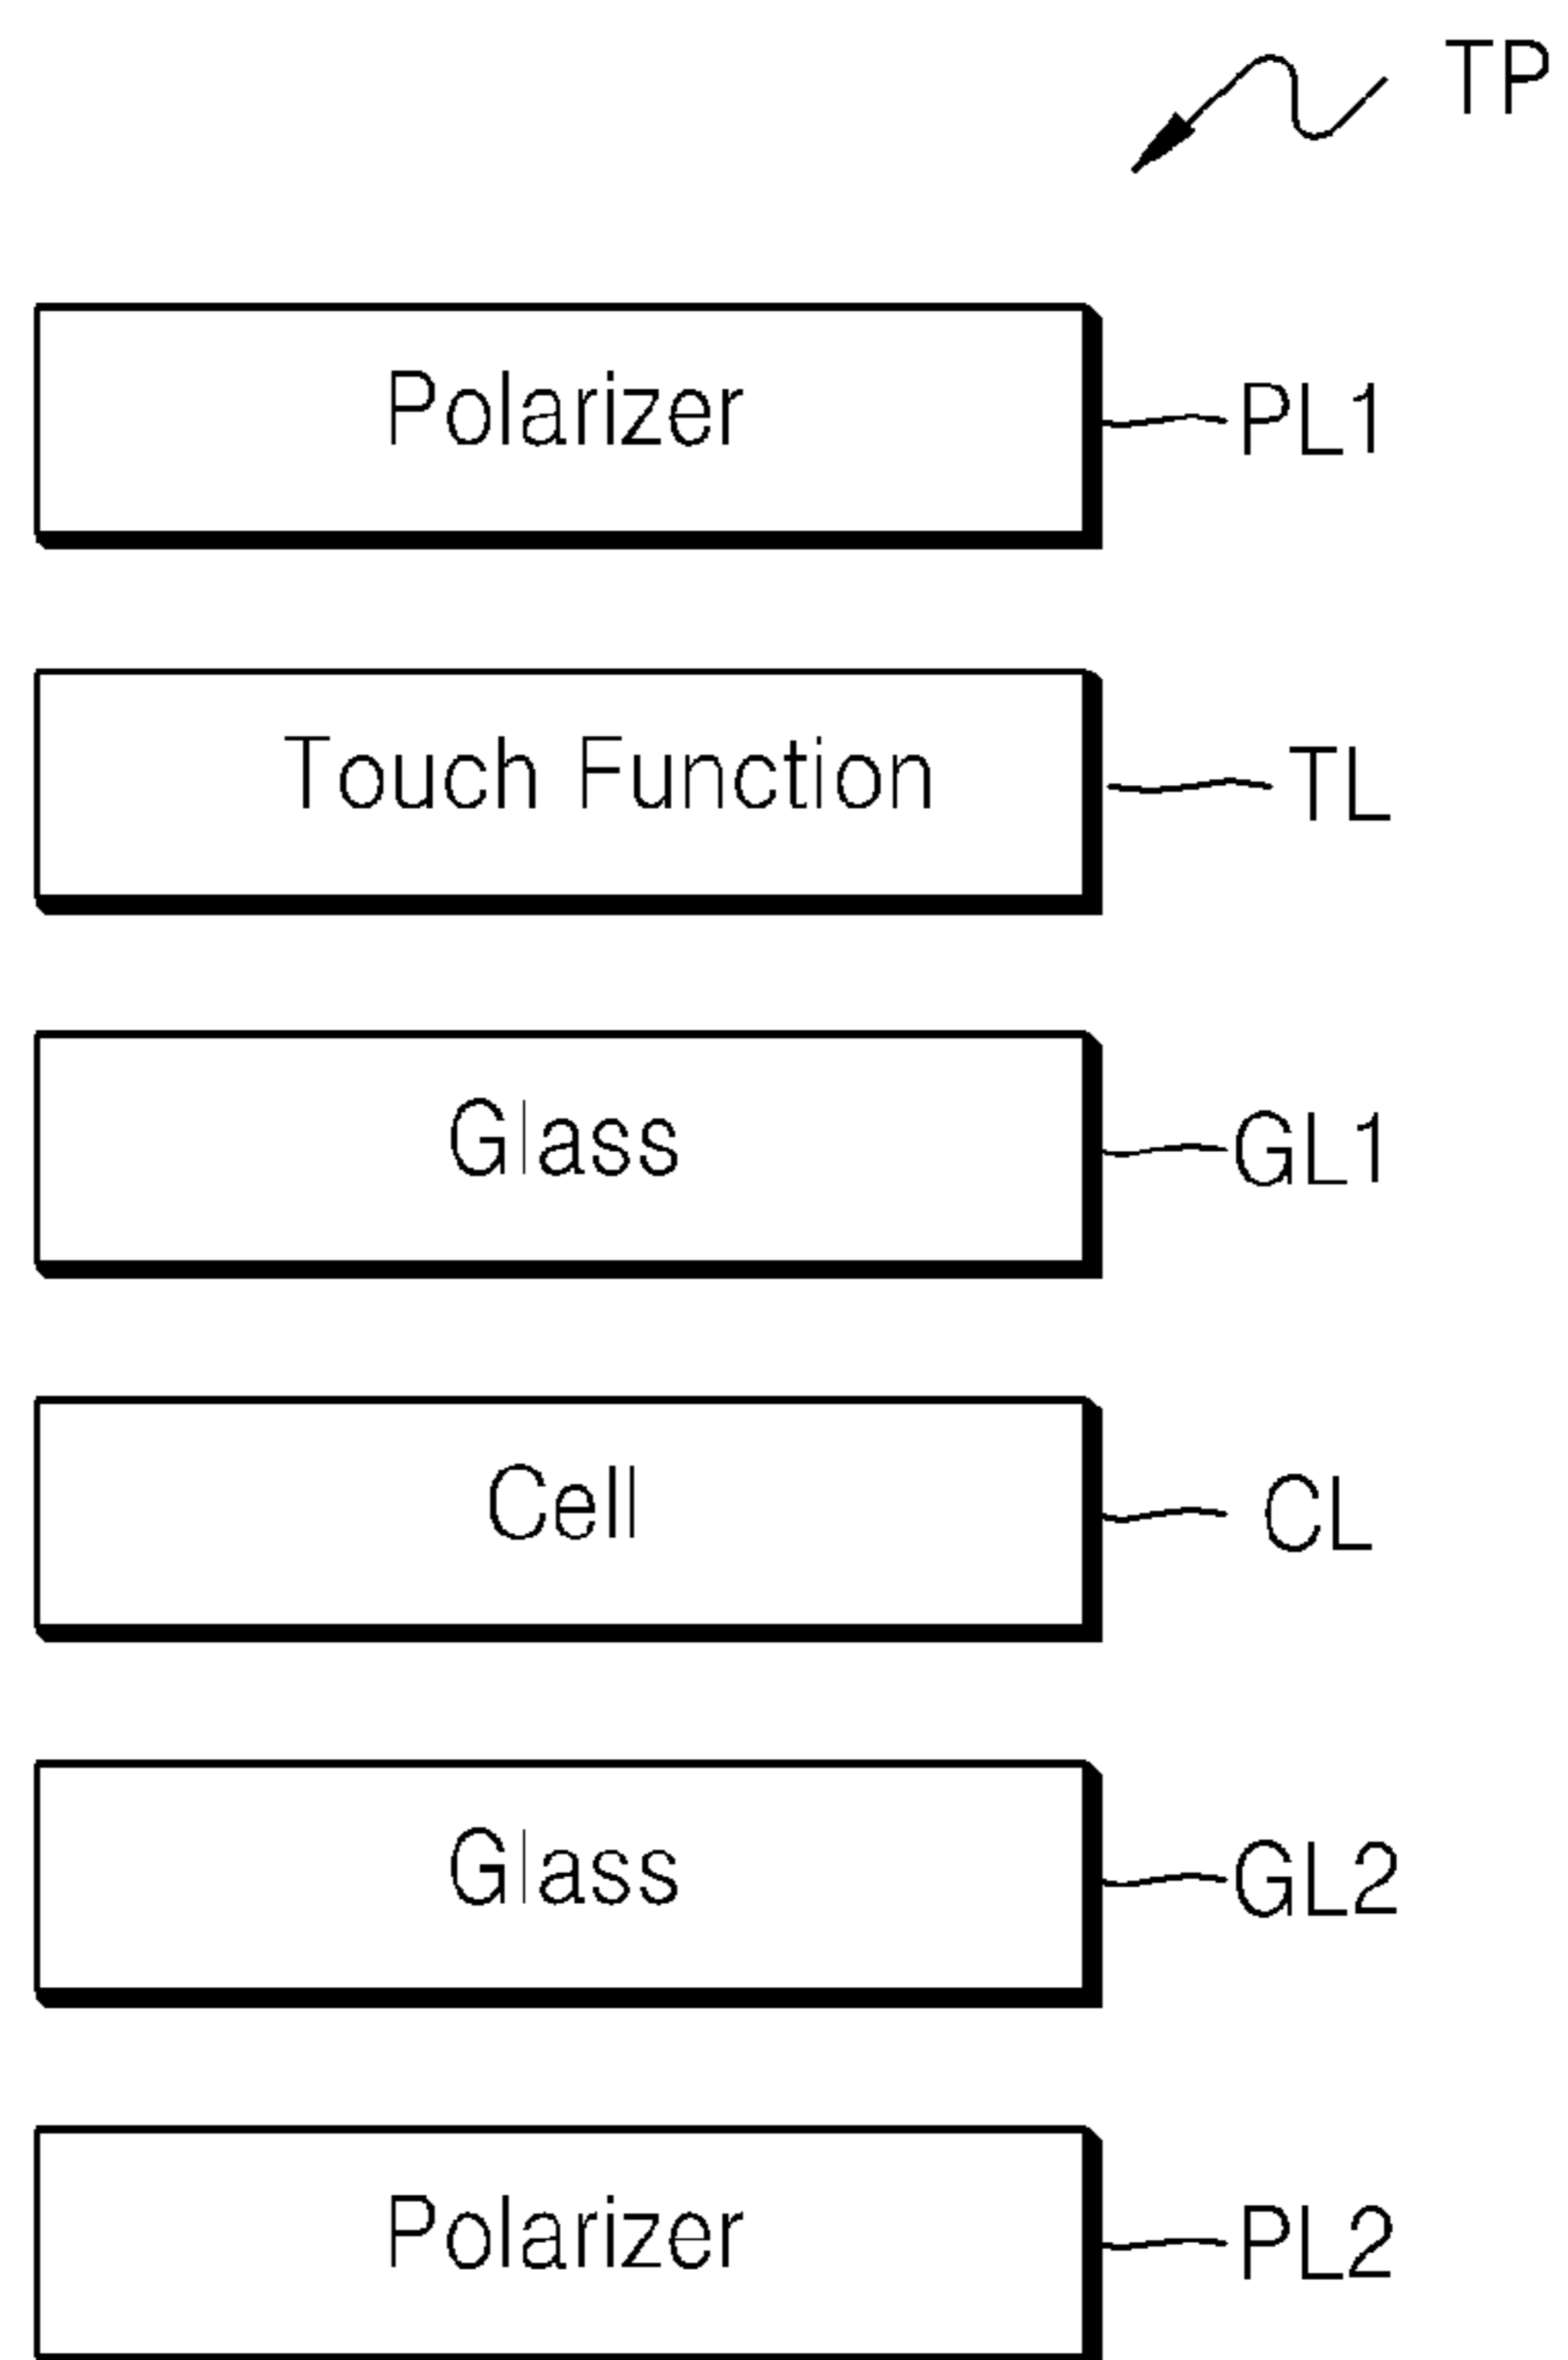 TP
Polarizer PL1
Touch Function TL
Glass GL1
Cell CL
Glass GL2
Polarizer PL2